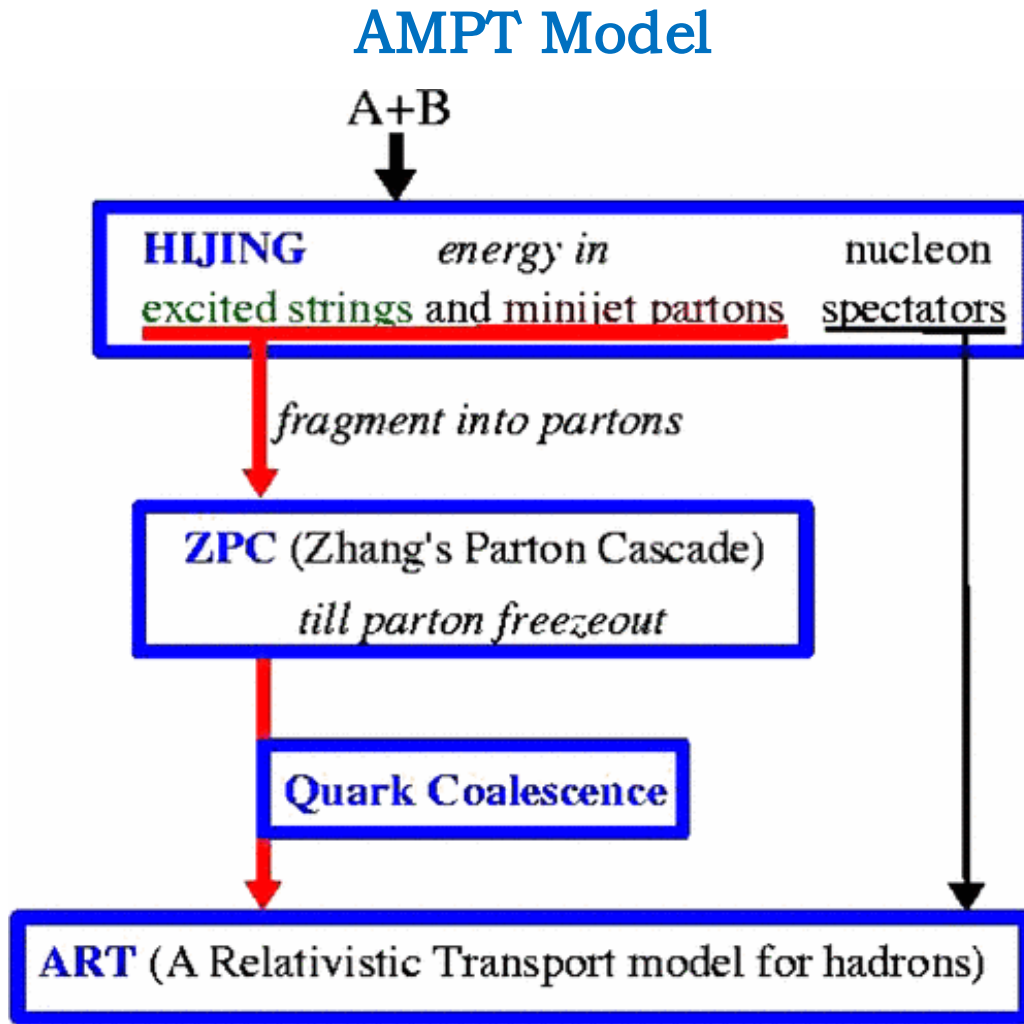 AMPT Model
A+B
HIJING energy in nucleon
excited strings and minijet partons spectators
fragment into partons
ZPC (Zhang's Parton Cascade)
till parton freezeout
Quark Coalescence
ART (A Relativistic Transport model for hadrons)